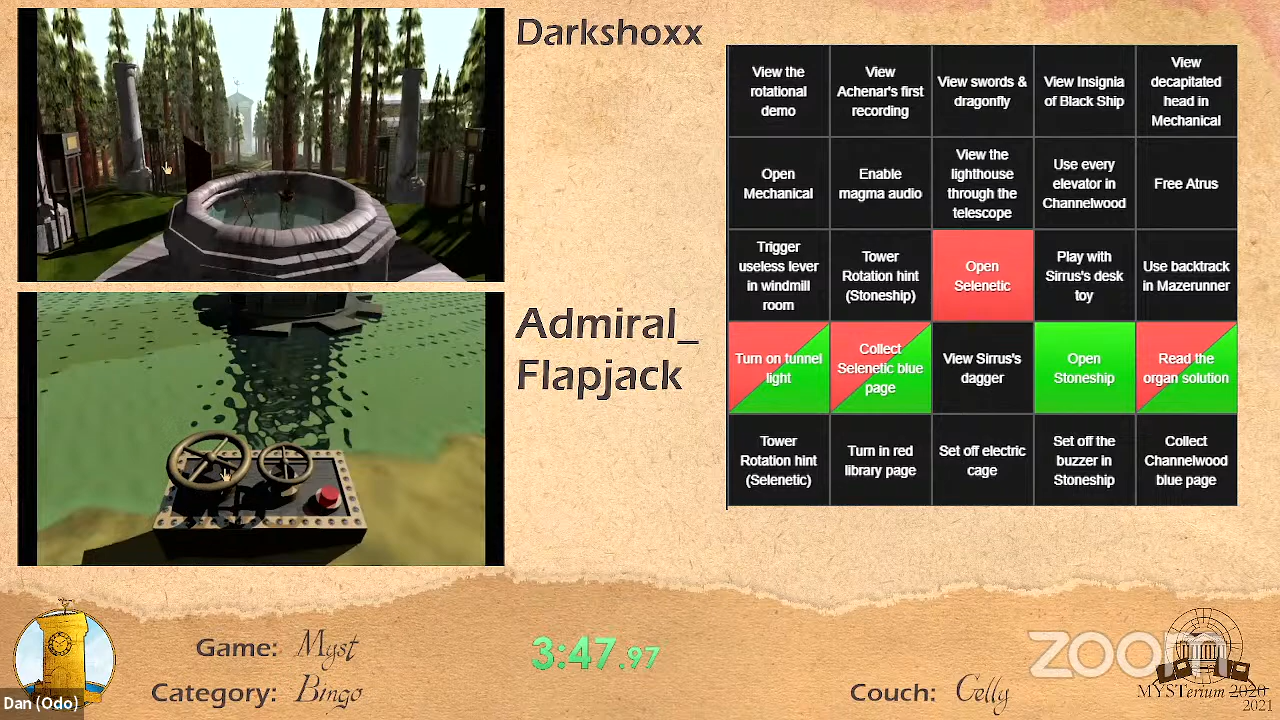 Darkshoxx
Admiral_
Flapjack
View the
rotational
demo
View
Achenar's first
recording
View swords &
dragonfly
View Insignia
of Black Ship
View
decapitated
head in
Mechanical
Open
Mechanical
Enable
magma audio
View the
lighthouse
through the
telescope
Use every
elevator in
Channelwood
Free Atrus
Trigger
useless lever
in windmill
room
Tower
Rotation hint
(Stoneship)
Open
Selenetic
Play with
Sirrus's desk
toy
Use backtrack
in Mazerunner
Turn on tunnel
light
Collect
Selenetic blue
page
View Sirrus's
dagger
Open
Stoneship
Read the
organ solution
Tower
Rotation hint
(Selenetic)
Turn in red
library page
Set off electric
cage
Set off the
buzzer in
Stoneship
Collect
Channelwood
blue page
Game: Myst
Category: Bingo
3:47.97
Couch: Celly
zoom
MYSTerium 2020
2021
Dan (Odo)